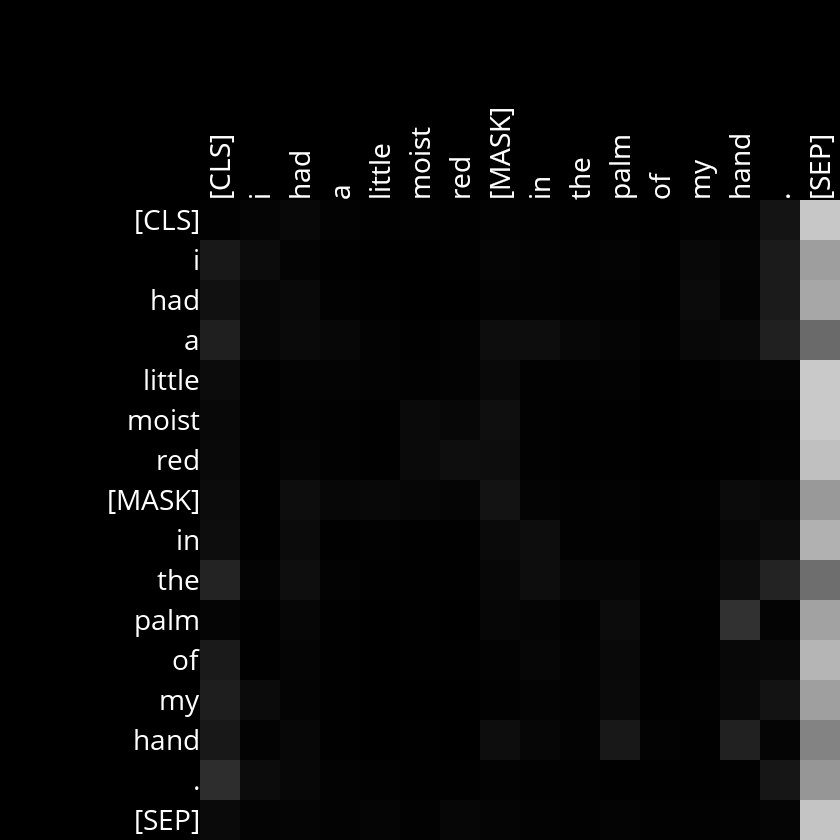 [CLS] i had a little moist red [MASK] in the palm of my hand . [SEP]
[CLS]
i
had
a
little
moist
red
[MASK]
in
the
palm
of
my
hand
.
[SEP]